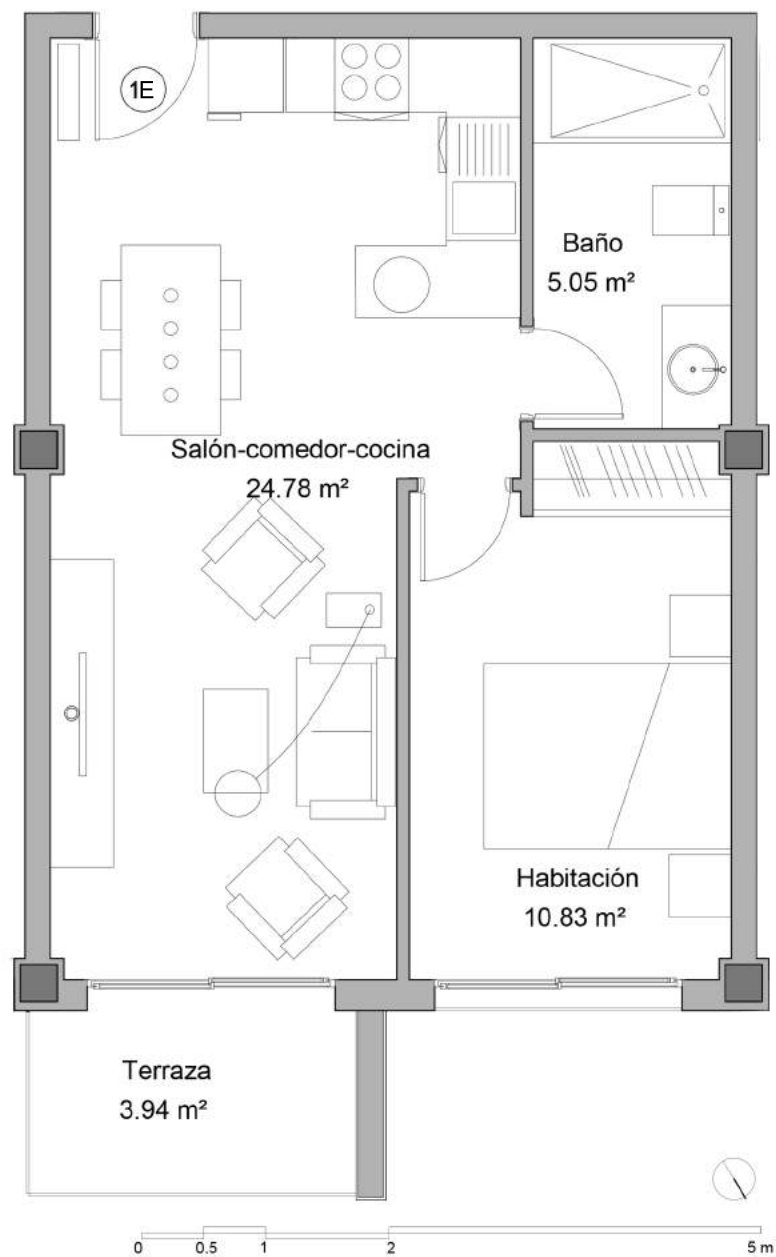 1E
Baño
5.05 m²
Salón-comedor-cocina
24.78 m²
Habitación
10.83 m²
Terraza
3.94 m²
0 0.5 1 2 5 m